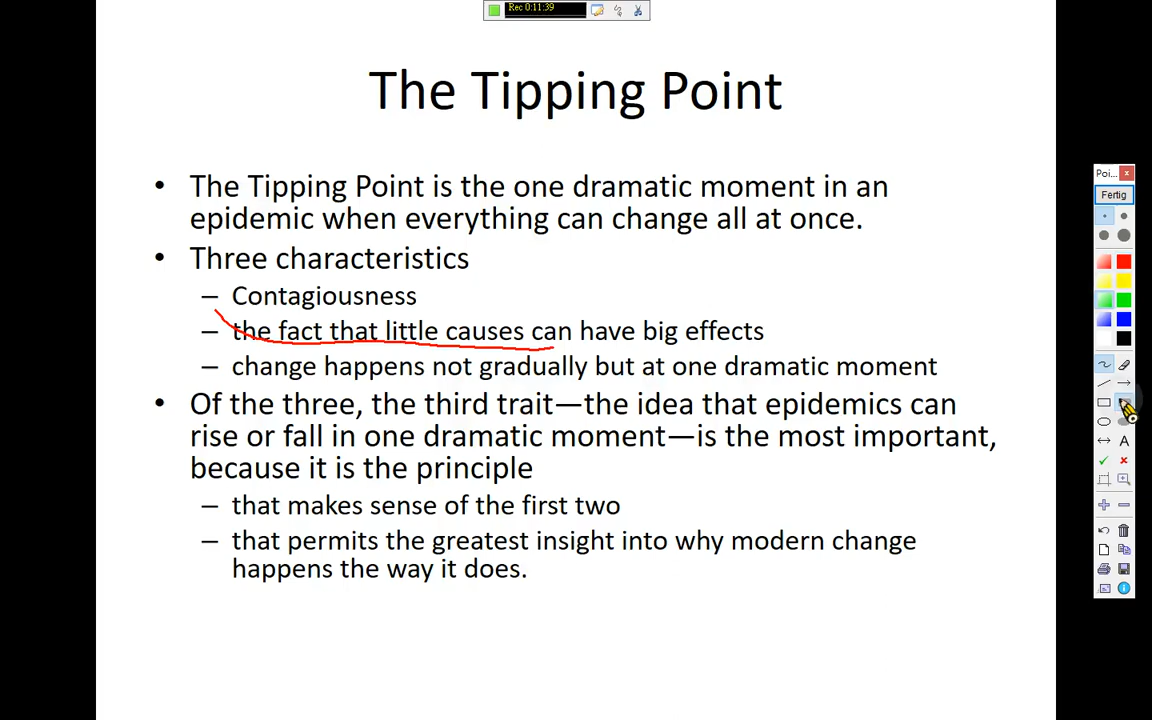 Rec 0:11:39
The Tipping Point
• The Tipping Point is the one dramatic moment in an
epidemic when everything can change all at once.
• Three characteristics
– Contagiousness
– the fact that little causes can have big effects
– change happens not gradually but at one dramatic moment
• Of the three, the third trait—the idea that epidemics can
rise or fall in one dramatic moment—is the most important,
because it is the principle
– that makes sense of the first two
– that permits the greatest insight into why modern change
happens the way it does.
Poi...
Fertig
A